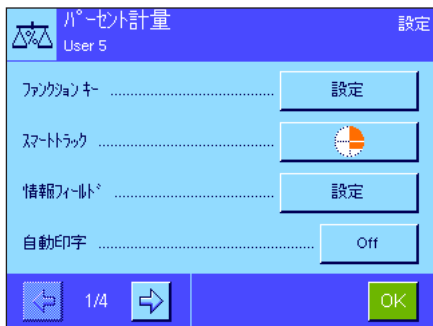 ﾊﾟｰｾﾝﾄ計量
設定
User 5
ﾌｧﾝｸｼｮﾝ ｷｰ ........................................ 設定
ｽﾏｰﾄﾄﾗｯｸ ............................................
情報ﾌｨｰﾙﾄﾞ ........................................ 設定
自動印字 ...................................................... Off
1/4
OK